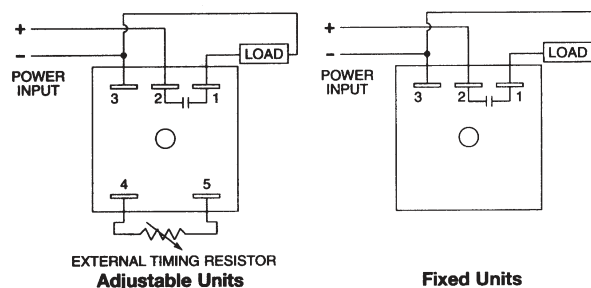 +
−
POWER
INPUT
LOAD
3 2 1
4 5
EXTERNAL TIMING RESISTOR
Adjustable Units
+
−
POWER
INPUT
LOAD
3 2 1
Fixed Units